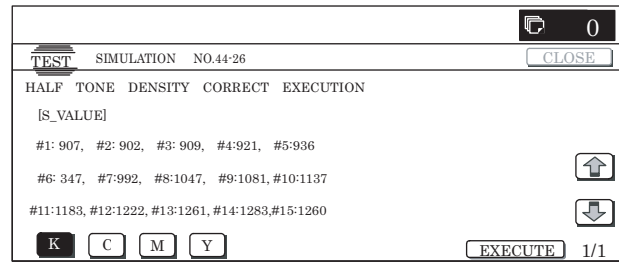 0
TEST SIMULATION NO.44-26 CLOSE
HALF TONE DENSITY CORRECT EXECUTION
[S_VALUE]
#1: 907, #2: 902, #3: 909, #4:921, #5:936
#6: 347, #7:992, #8:1047, #9:1081, #10:1137
#11:1183, #12:1222, #13:1261, #14:1283,#15:1260
K C M Y EXECUTE 1/1